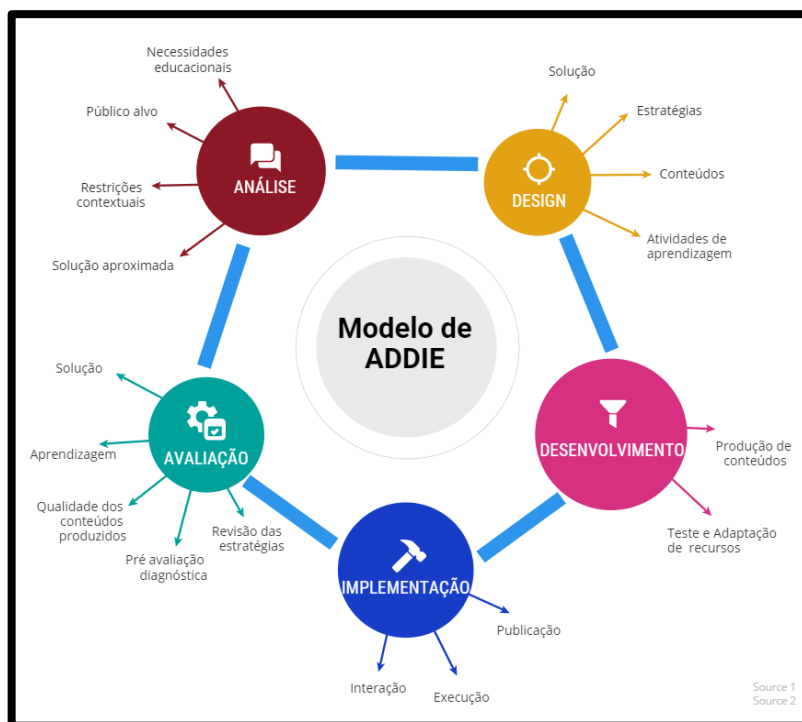 Necessidades
educacionais
Público alvo
Restrições
contextuais
Solução aproximada
ANÁLISE
Solução
Estratégias
Conteúdos
Atividades de
aprendizagem
DESIGN
Modelo de
ADDIE
Solução
Aprendizagem
Qualidade dos
conteúdos
produzidos
Pré avaliação
diagnóstica
Revisão das
estratégias
AVALIAÇÃO
DESENVOLVIMENTO
Produção de
conteúdos
Teste e Adaptação
de recursos
IMPLEMENTAÇÃO
Publicação
Interação
Execução
Source 1
Source 2